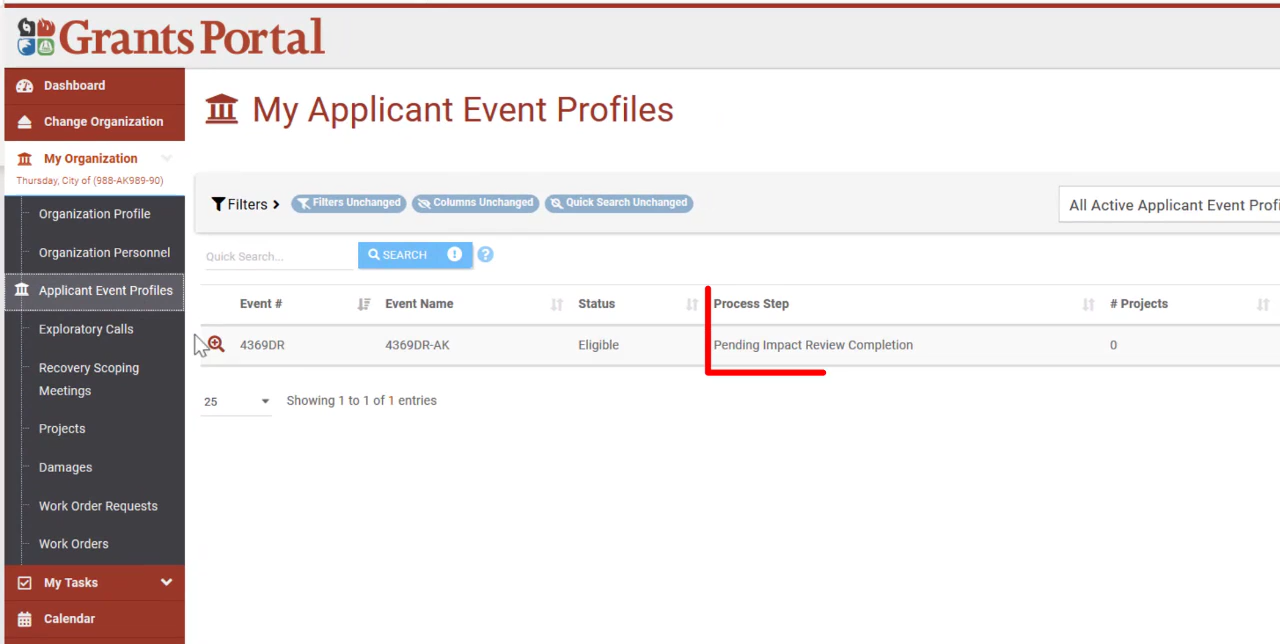 Grants Portal
Dashboard
Change Organization
My Organization
Thursday, City of (988-AK989-90)
Organization Profile
Organization Personnel
Applicant Event Profiles
Exploratory Calls
Recovery Scoping
Meetings
Projects
Damages
Work Order Requests
Work Orders
My Tasks
Calendar
My Applicant Event Profiles
Filters Filters Unchanged Columns Unchanged Quick Search Unchanged All Active Applicant Event Profi
Quick Search... SEARCH
Event # Event Name Status Process Step # Projects
4369DR 4369DR-AK Eligible Pending Impact Review Completion 0
25 Showing 1 to 1 of 1 entries